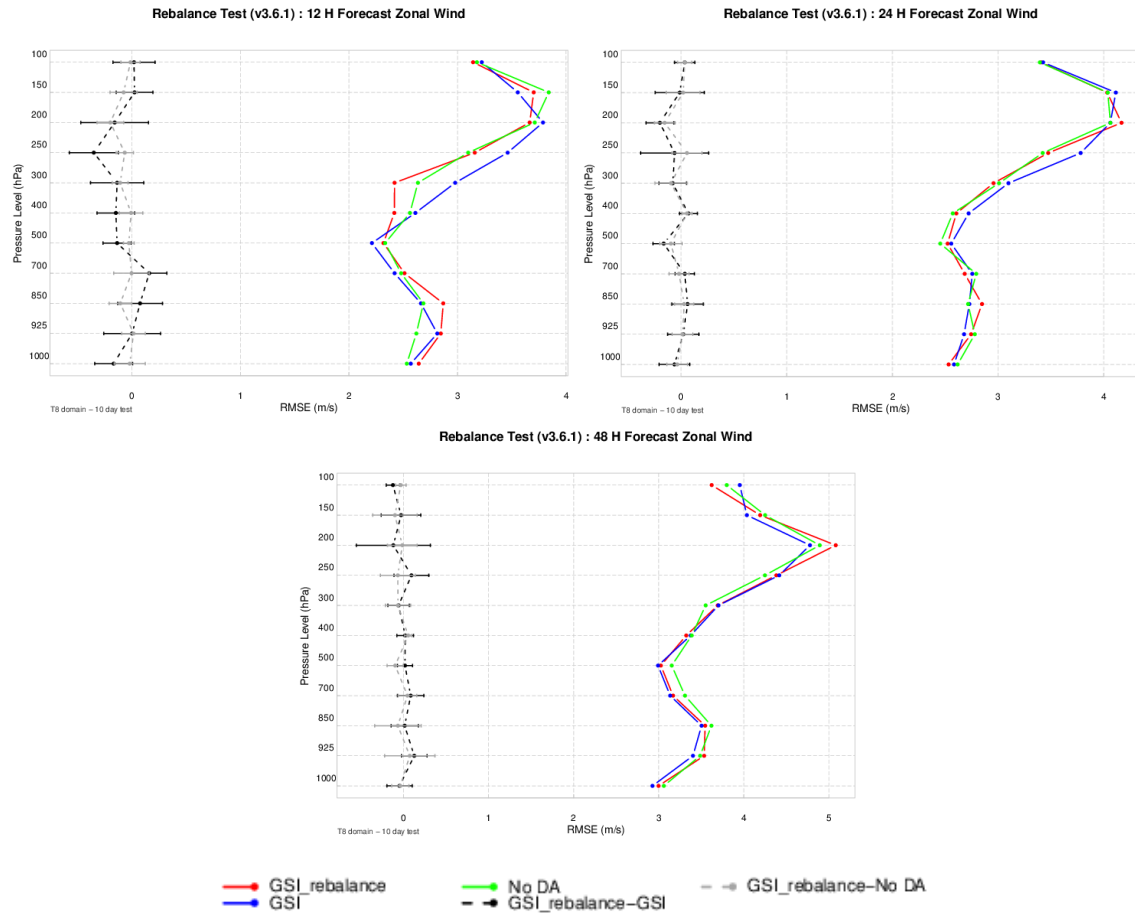 Rebalance Test (v3.6.1) : 12 H Forecast Zonal Wind
Pressure Level (hPa)
100
150
200
250
300
400
500
700
850
925
1000
0
2
3
4
RMSE (m/s)
T8 domain − 10 day test
Rebalance Test (v3.6.1) : 24 H Forecast Zonal Wind
Pressure Level (hPa)
100
150
200
250
300
400
500
700
850
925
1000
0
1
2
3
4
RMSE (m/s)
T8 domain − 10 day test
Rebalance Test (v3.6.1) : 48 H Forecast Zonal Wind
Pressure Level (hPa)
100
150
200
250
300
400
500
700
850
925
1000
0
1
2
3
4
5
RMSE (m/s)
T8 domain − 10 day test
GSI_rebalance
No DA
GSI_rebalance-No DA
GSI
GSI_rebalance-GSI